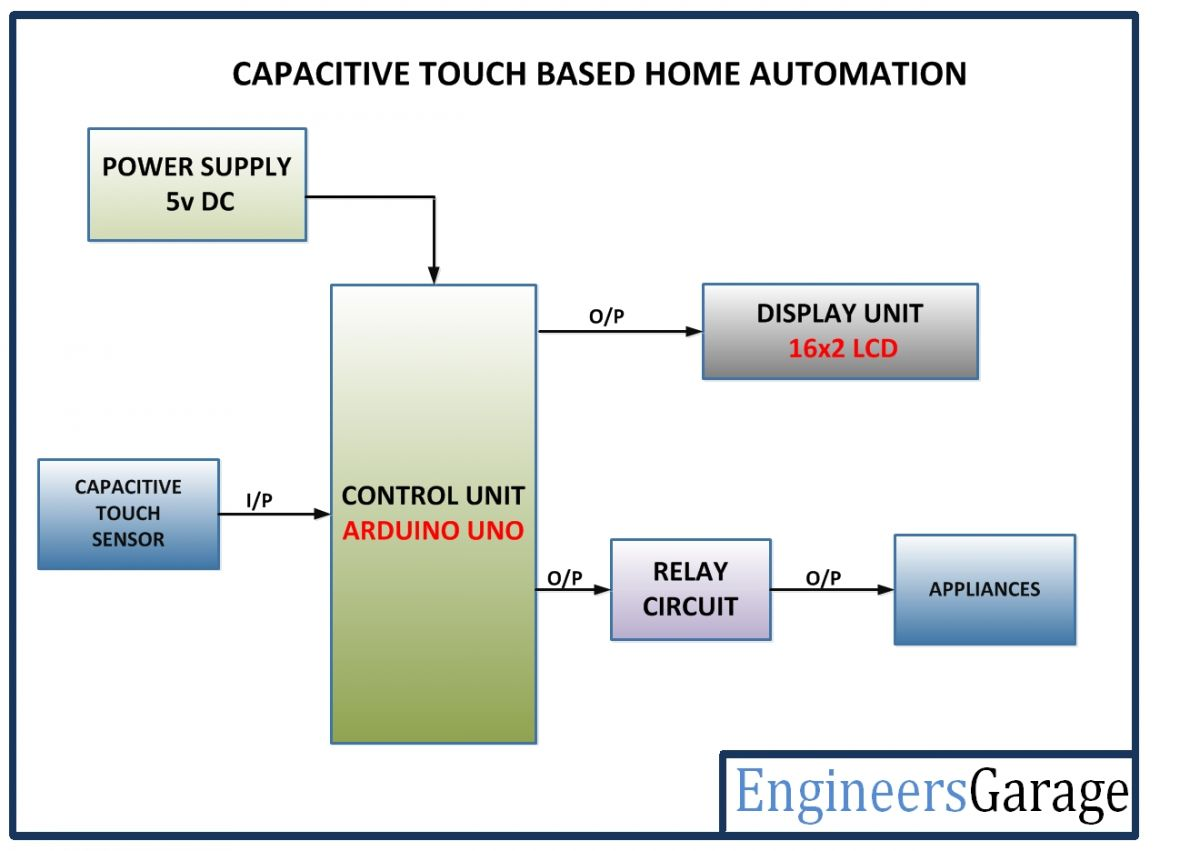 CAPACITIVE TOUCH BASED HOME AUTOMATION
POWER SUPPLY
5v DC
O/P
DISPLAY UNIT
16x2 LCD
CAPACITIVE
TOUCH
SENSOR
I/P
CONTROL UNIT
ARDUINO UNO
O/P
RELAY
CIRCUIT
O/P
APPLIANCES
EngineersGarage